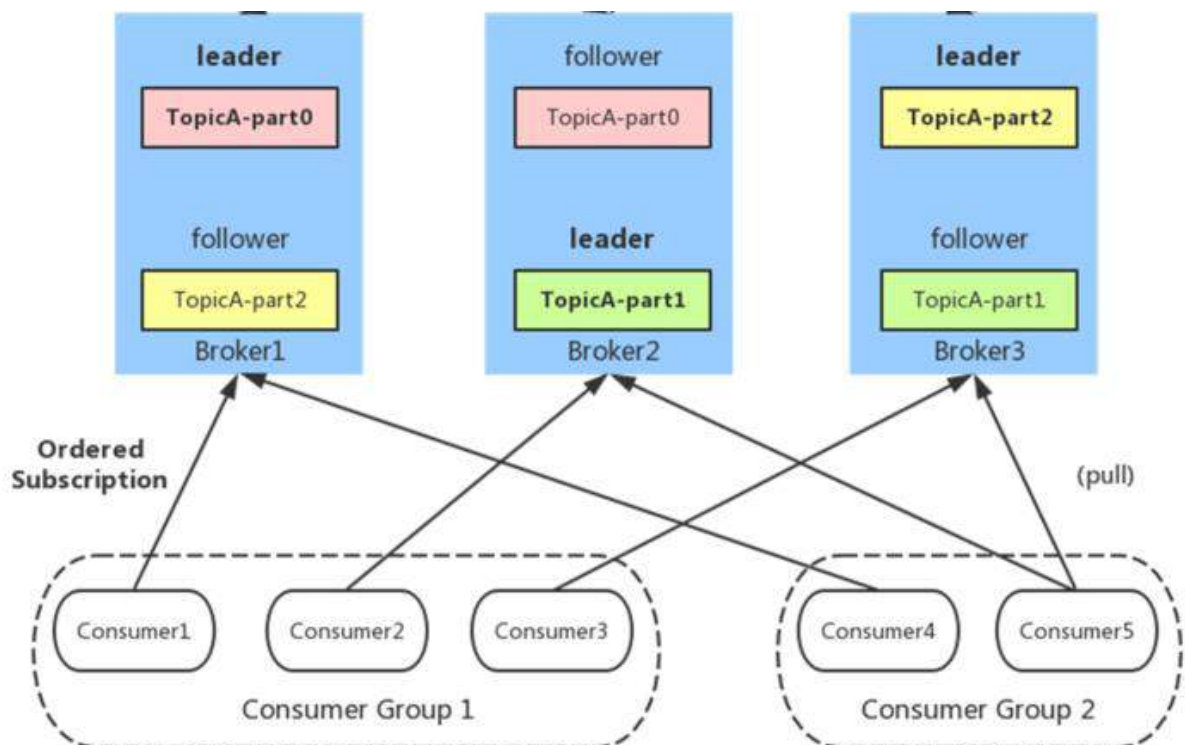 leader
TopicA-part0
follower
TopicA-part2
Broker1
follower
TopicA-part0
leader
TopicA-part1
Broker2
leader
TopicA-part2
follower
TopicA-part1
Broker3
Ordered
Subscription
(pull)
Consumer1
Consumer2
Consumer3
Consumer Group 1
Consumer4
Consumer5
Consumer Group 2